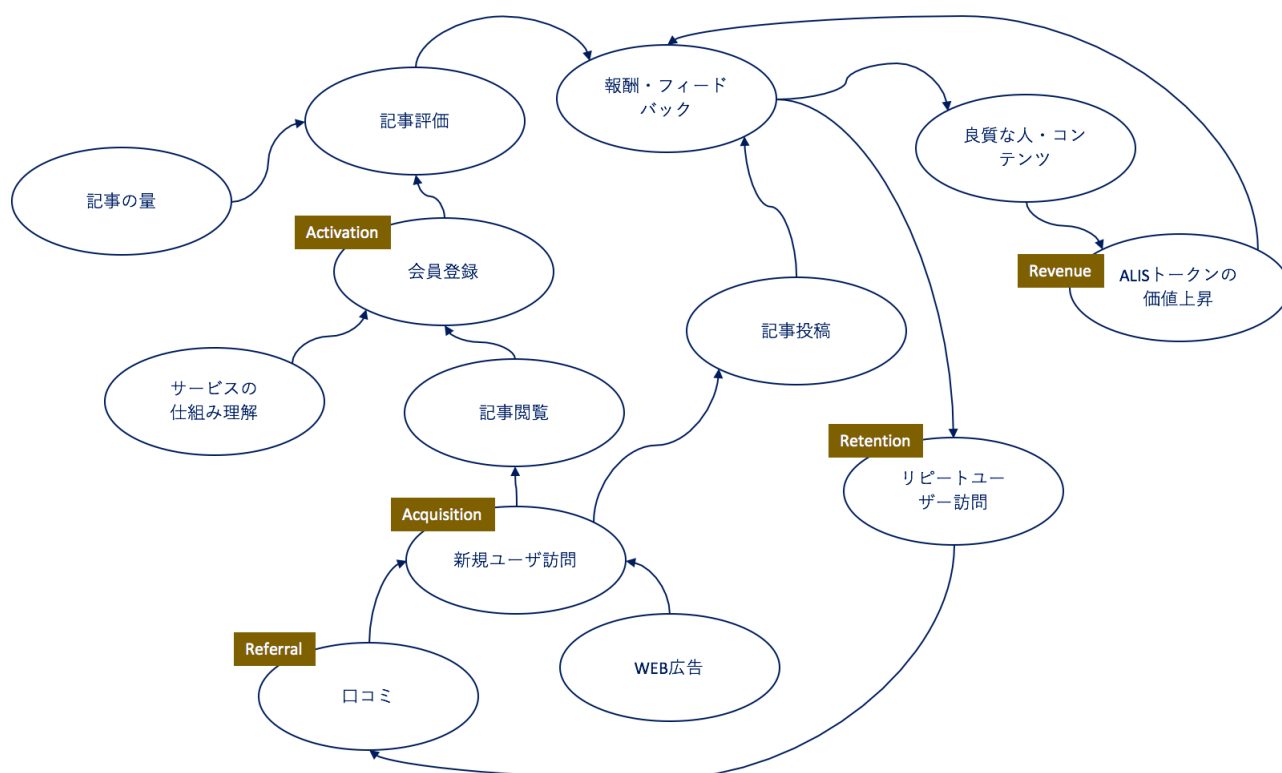 報酬・フィード
バック
記事評価
良質な人・コン
テンツ
記事の量
Activation
会員登録
Revenue
ALISトークンの
価値上昇
記事投稿
サービスの
仕組み理解
記事閲覧
Retention
リピートユー
ザー訪問
Acquisition
新規ユーザ訪問
Referral
口コミ
WEB広告